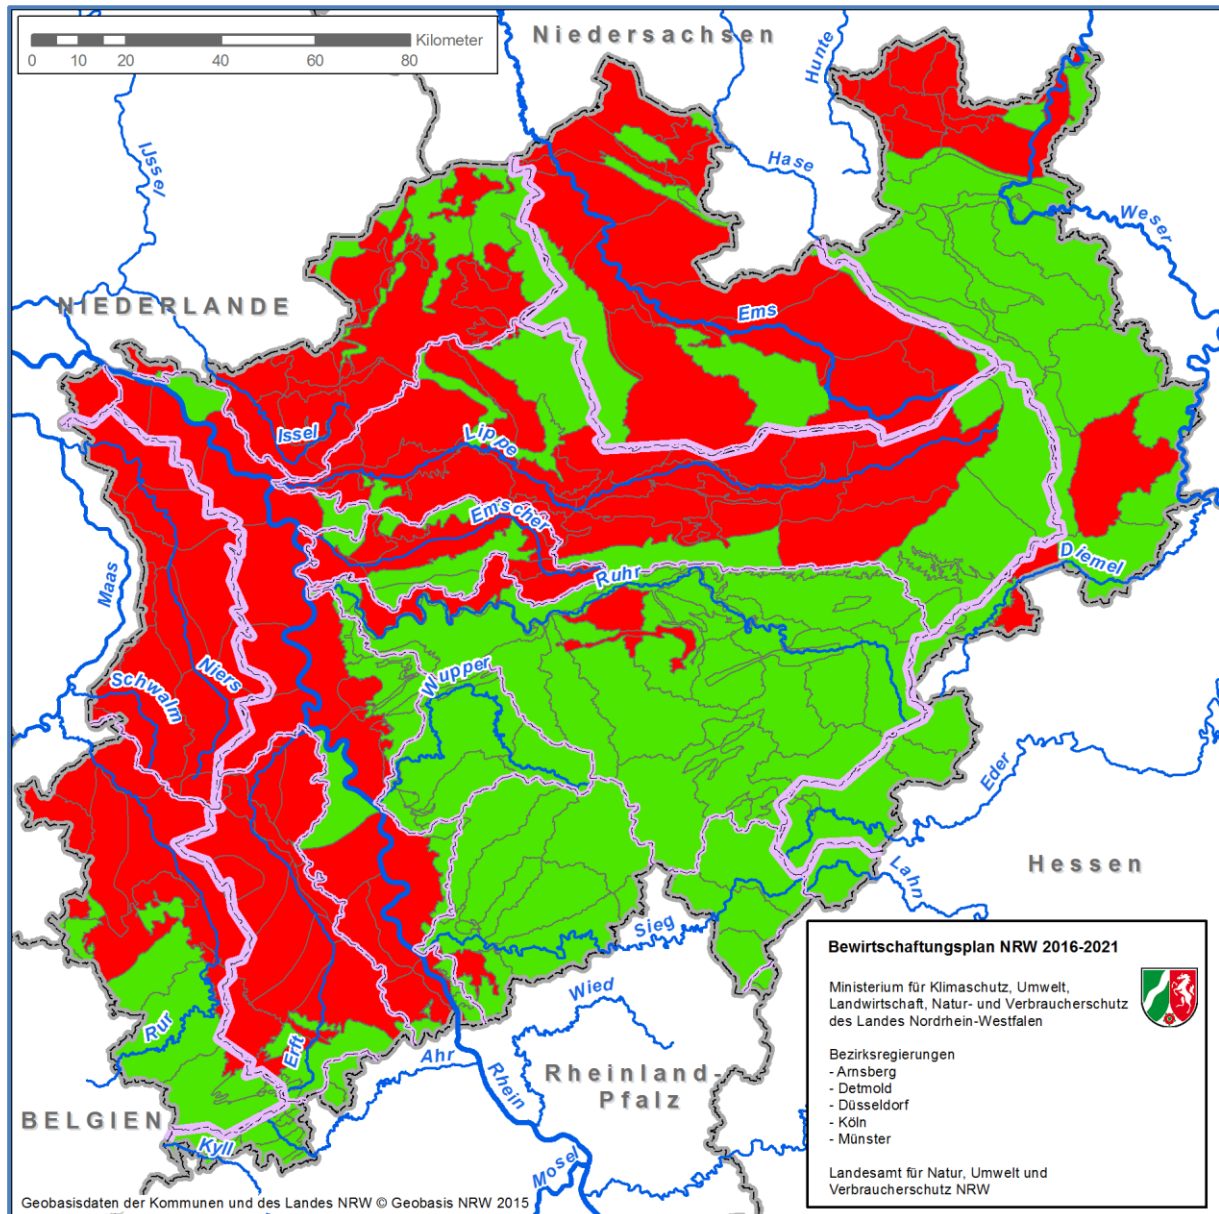 Kilometer
0 10 20 40 60 80
Niedersachsen
Hunte
IJssel
Hase
Weser
NIEDERLANDE
Ems
Issel
Lippe
Emscher
Maas
Ruhr
Diemel
Niers
Schwalm
Wupper
Eder
Hessen
Lahn
Sieg
Wied
Rur
Erft
Ahr
Rhein
Rheinland-
Pfalz
BELGIEN
Kyll
Mosel
Bewirtschaftungsplan NRW 2016-2021
Ministerium für Klimaschutz, Umwelt,
Landwirtschaft, Natur- und Verbraucherschutz
des Landes Nordrhein-Westfalen
Bezirksregierungen
- Arnsberg
- Detmold
- Düsseldorf
- Köln
- Münster
Landesamt für Natur, Umwelt und
Verbraucherschutz NRW
Geobasisdaten der Kommunen und des Landes NRW © Geobasis NRW 2015